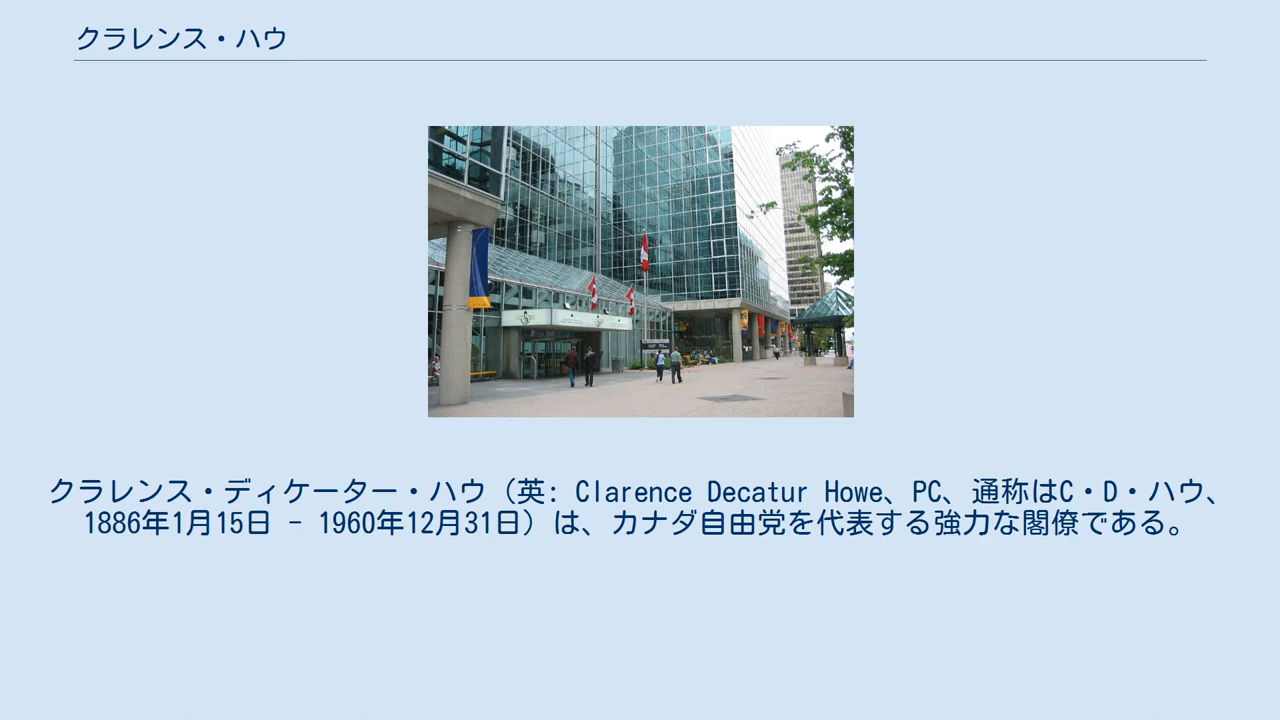 クラレンス・ハウ
クラレンス・ディケーター・ハウ（英: Clarence Decatur Howe、PC、通称はC・D・ハウ、
1886年1月15日 - 1960年12月31日）は、カナダ自由党を代表する強力な閣僚である。